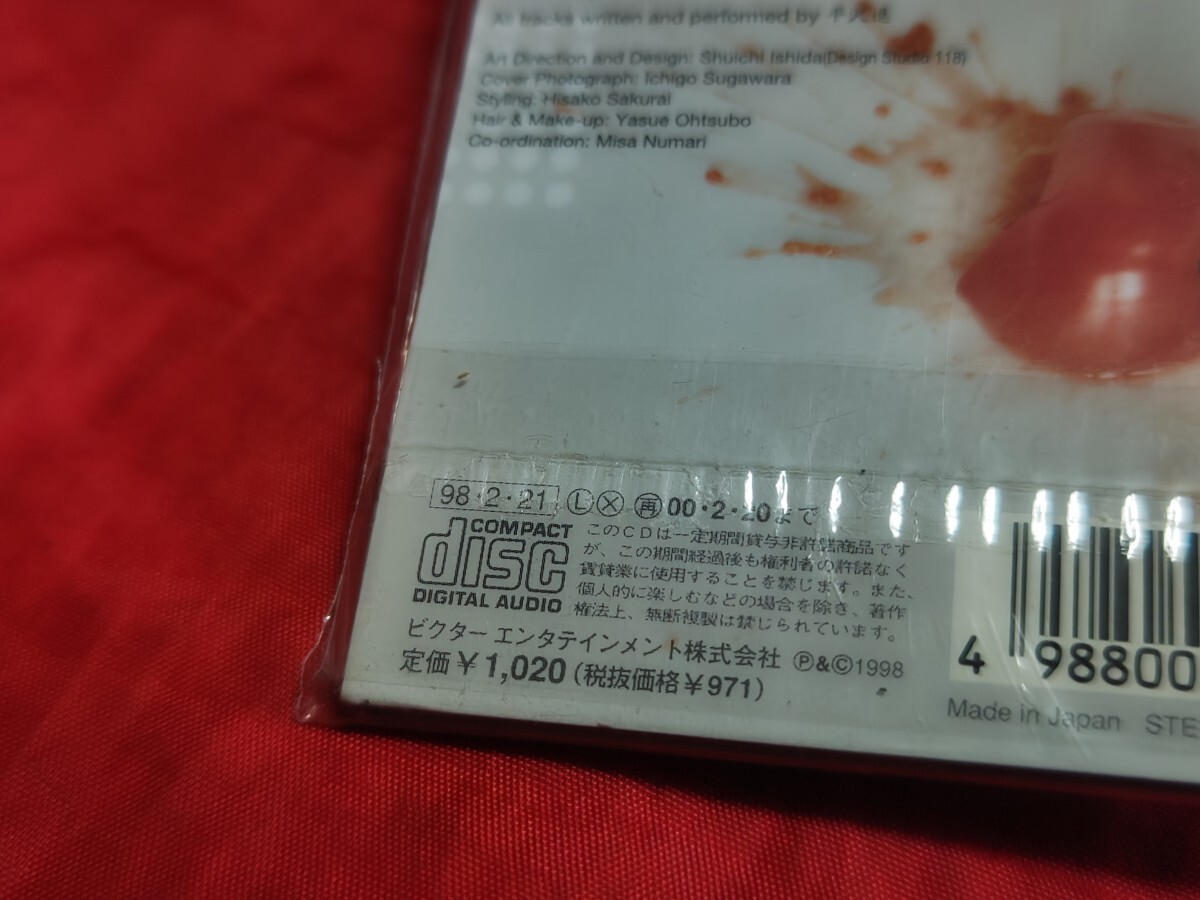 All tracks written and performed by
Art Direction and Design: Shuichi Ishida(Design Studio 118)
Cover Photograph: Ichigo Sugawara
Styling: Hisako Sakurai
Hair & Make-up: Yasue Ohtsubo
Co-ordination: Misa Numari
98・2・21 Ⓛ ⓧ ㊢ 00・2・20まで
COMPACT
disc
DIGITAL AUDIO
このCDは一定期間貸与非許諾商品です
が、この期間経過後も権利者の許諾なく
賃貸業に使用することを禁じます。また、
個人的に楽しむなどの場合を除き、著作
権法上、無断複製は禁じられています。
ビクター エンタテインメント株式会社 Ⓟ&Ⓒ1998
定価¥1,020(税抜価格¥971)
4 98800
Made in Japan STE